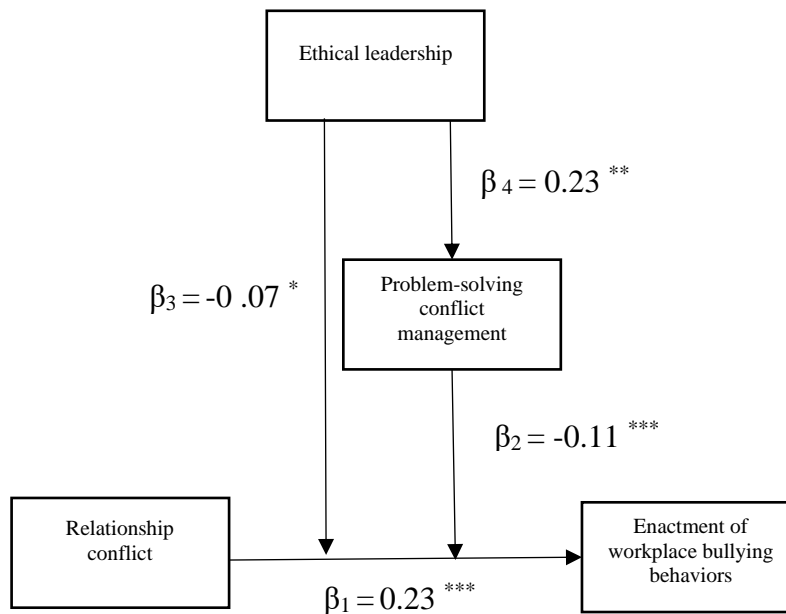 Ethical leadership
β 4 = 0.23 **
β3 = -0 .07 *
Problem-solving
conflict
management
β2 = -0.11 ***
Relationship
conflict
Enactment of
workplace bullying
behaviors
β1 = 0.23 ***